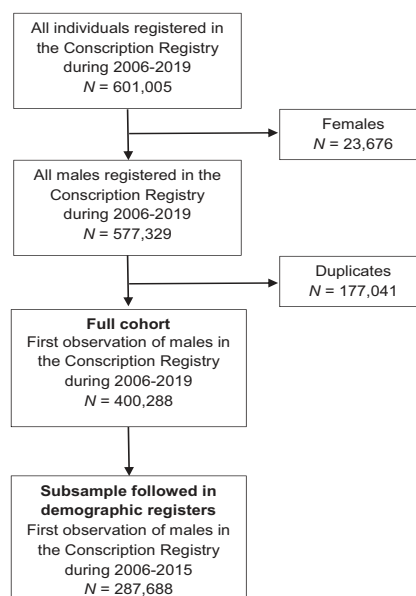 All individuals registered in
the Conscription Registry
during 2006-2019
N = 601,005
Females
N = 23,676
All males registered in the
Conscription Registry
during 2006-2019
N = 577,329
Duplicates
N = 177,041
Full cohort
First observation of males in
the Conscription Registry
during 2006-2019
N = 400,288
Subsample followed in
demographic registers
First observation of males in
the Conscription Registry
during 2006-2015
N = 287,688